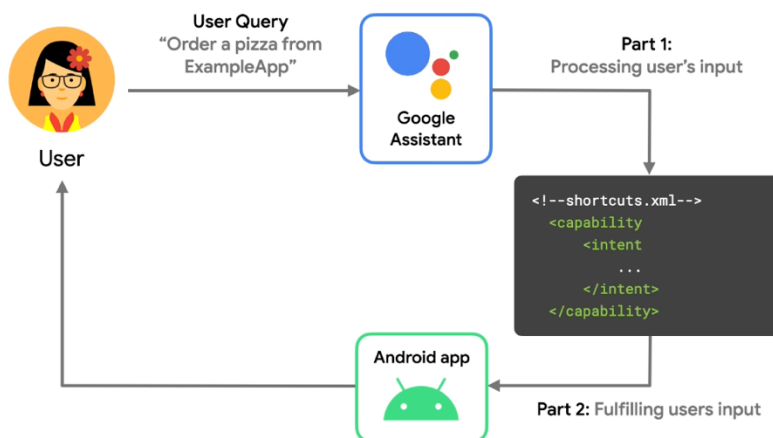 User Query
“Order a pizza from
ExampleApp”
Part 1:
Processing user’s input
Google
Assistant
User
<!--shortcuts.xml-->
<capability
<intent
...
</intent>
</capability>
Android app
Part 2: Fulfilling users input